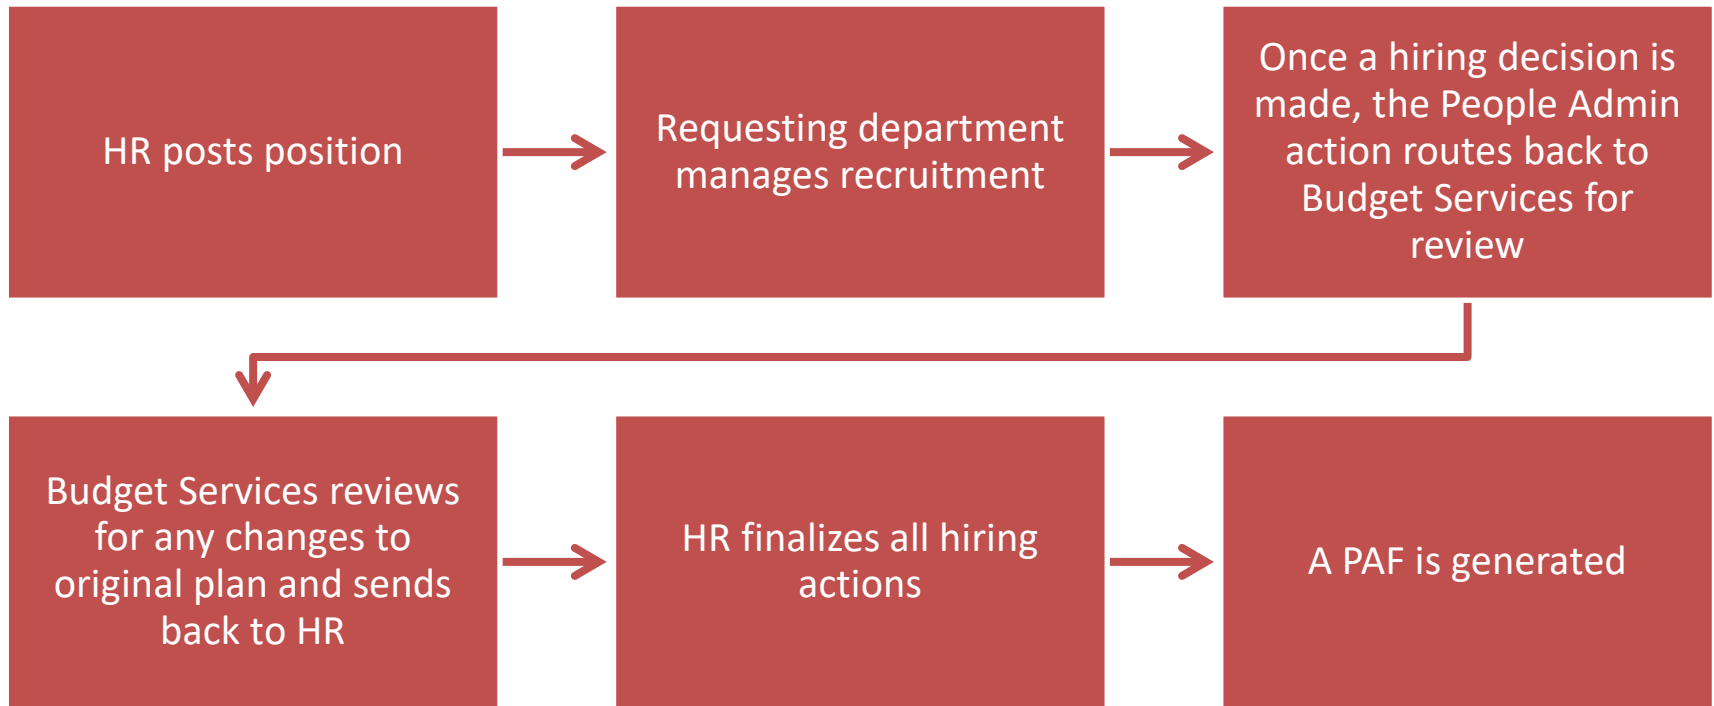 HR posts position
Requesting department
manages recruitment
Once a hiring decision is
made, the People Admin
action routes back to
Budget Services for
review
Budget Services reviews
for any changes to
original plan and sends
back to HR
HR finalizes all hiring
actions
A PAF is generated